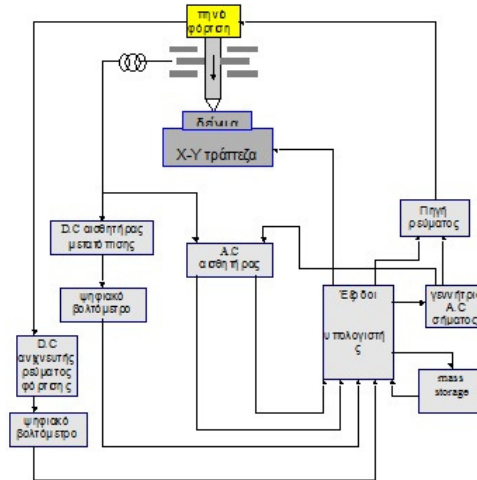 πηνίο
φόρτιση
δείγμα
X-Y τράπεζα
D.C αισθητήρας
μετατόπισης
A.C
αισθητήρας
Πηγή
ρεύματος
ψηφιακό
βολτόμετρο
Έξοδοι
υπολογιστή
ς
γεννήτρια
A.C
σήματος
D.C
ανιχνευτής
ρεύματος
φόρτισης
mass
storage
ψηφιακό
βολτόμετρο